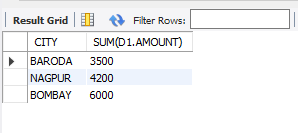 Result Grid Filter Rows:
CITY SUM(D1.AMOUNT)
BARODA 3500
NAGPUR 4200
BOMBAY 6000